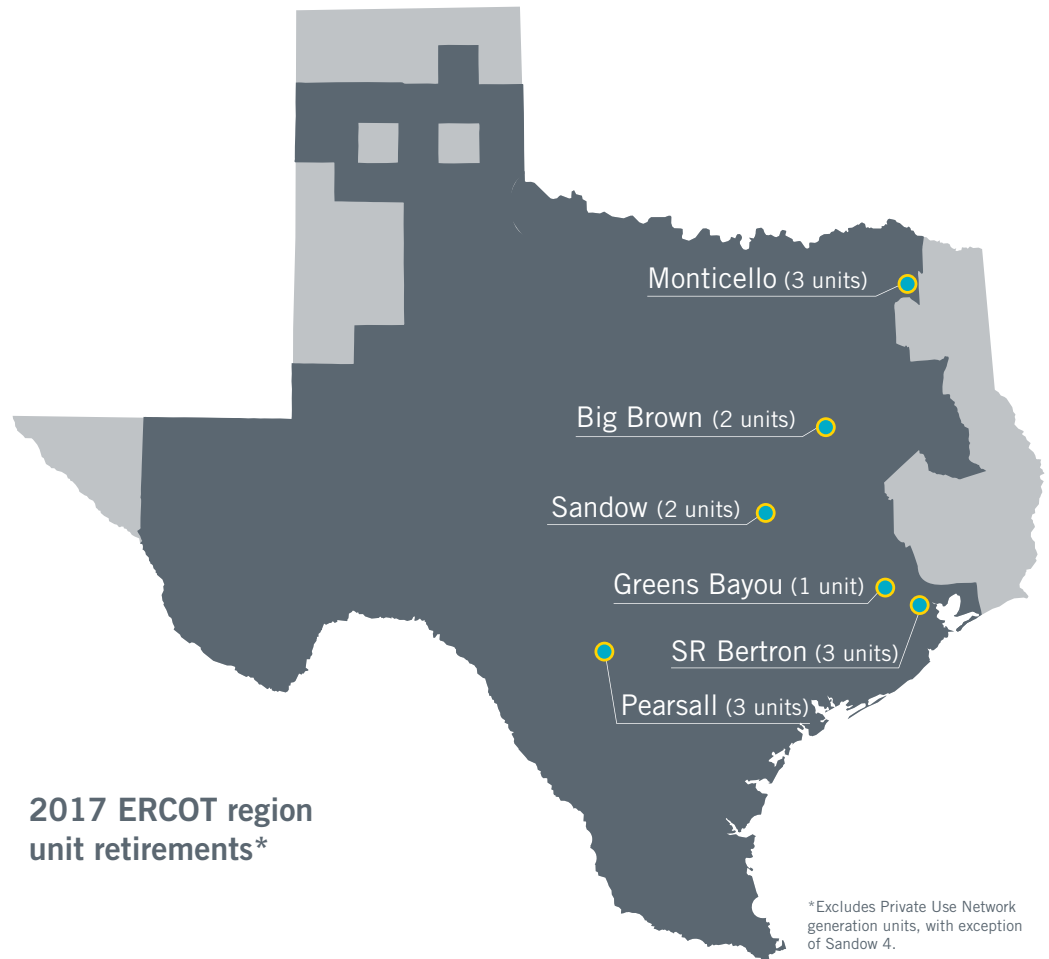 Monticello (3 units)
Big Brown (2 units)
Sandow (2 units)
Greens Bayou (1 unit)
SR Bertron (3 units)
Pearsall (3 units)
2017 ERCOT region
unit retirements*
*Excludes Private Use Network
generation units, with exception
of Sandow 4.